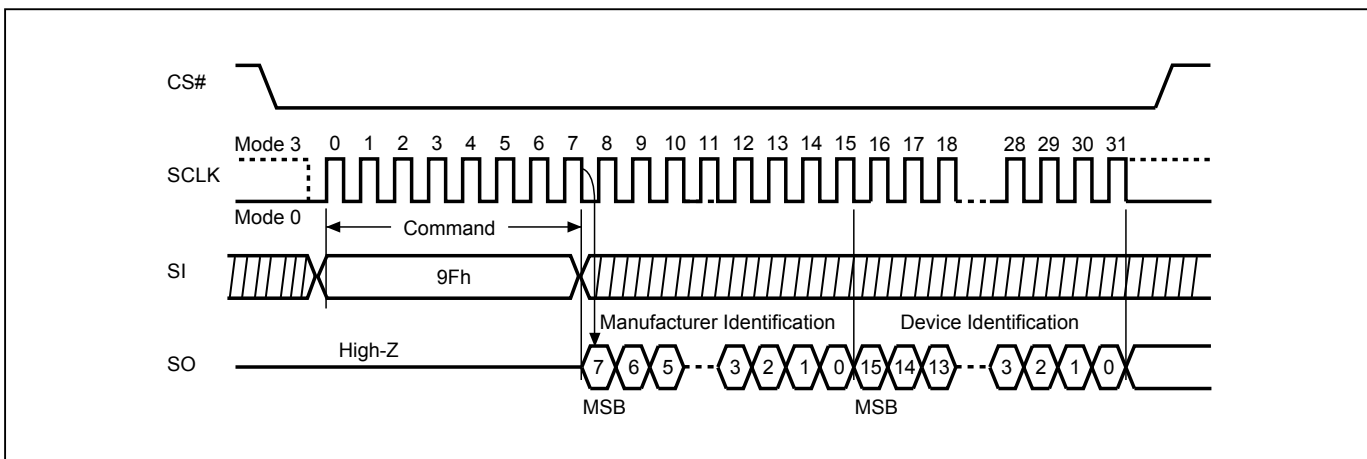 CS#
Mode 3 0 1 2 3 4 5 6 7 8 9 10 11 12 13 14 15 16 17 18 28 29 30 31
SCLK
Mode 0
Command
SI 9Fh
Manufacturer Identification Device Identification
High-Z
SO 7 6 5 3 2 1 0 15 14 13 3 2 1 0
MSB MSB